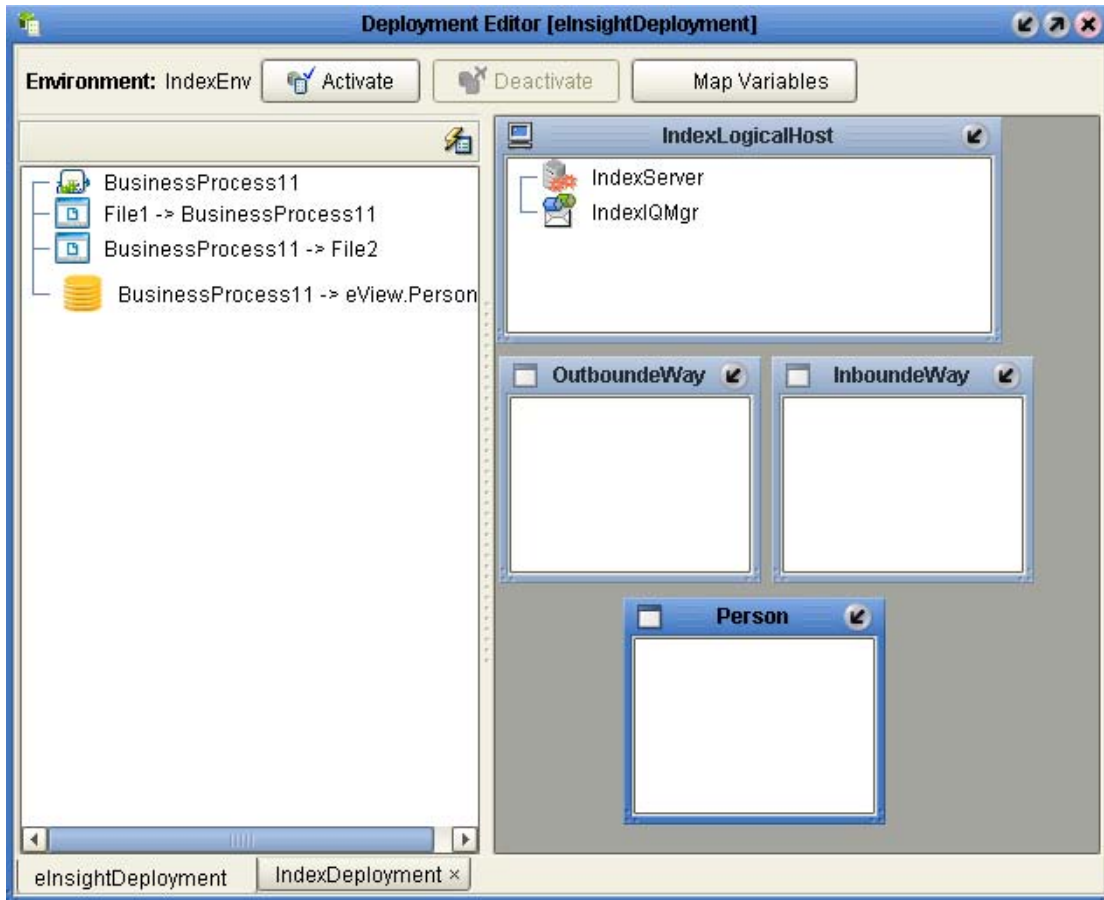 Deployment Editor [eInsightDeployment]
Environment: IndexEnv Activate Deactivate Map Variables
BusinessProcess11
File1 -> BusinessProcess11
BusinessProcess11 -> File2
BusinessProcess11 -> eView.Person
IndexLogicalHost
IndexServer
IndexIQMgr
OutboundeWay
InboundeWay
Person
eInsightDeployment
IndexDeployment ×